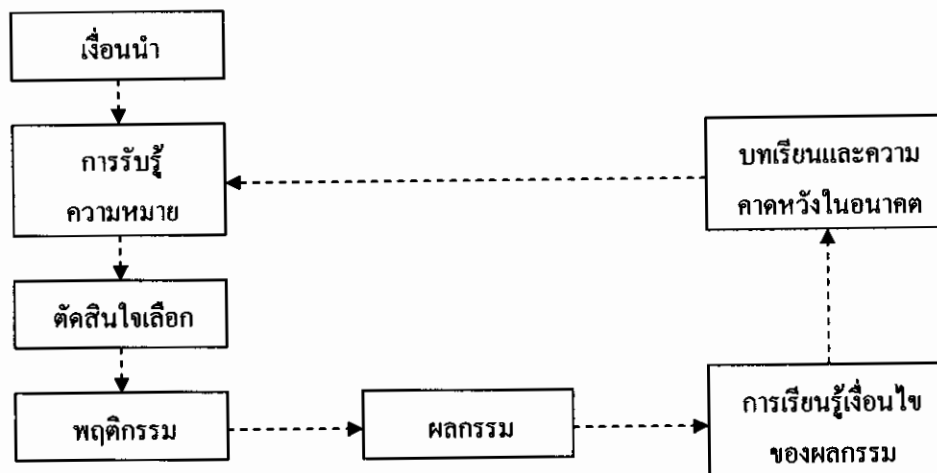 เงื่อนนำ
การรับรู้
ความหมาย
ตัดสินใจเลือก
พฤติกรรม
ผลกรรม
การเรียนรู้เงื่อนไข
ของผลกรรม
บทเรียนและความ
คาดหวังในอนาคต